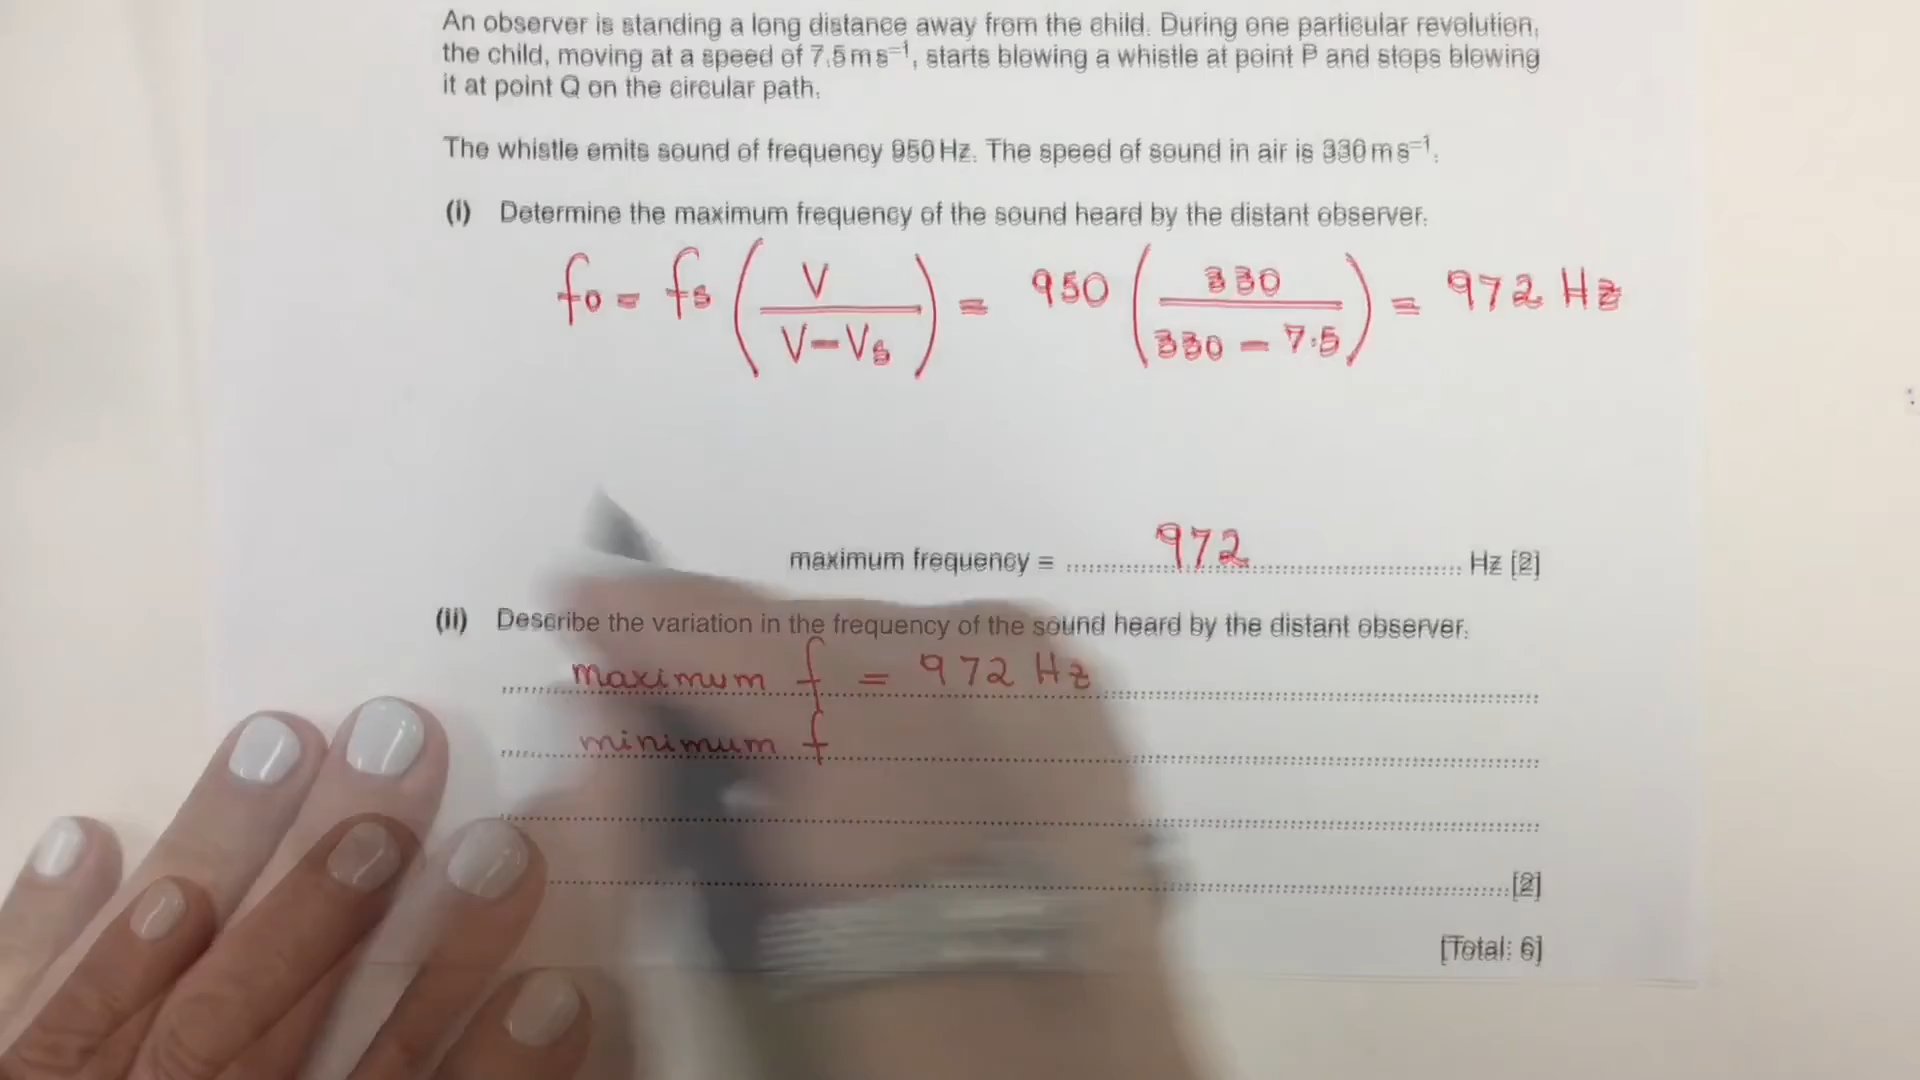 An observer is standing a long distance away from the child. During one particular revolution,
the child, moving at a speed of 7.5 m s⁻¹, starts blowing a whistle at point P and stops blowing
it at point Q on the circular path.
The whistle emits sound of frequency 950 Hz. The speed of sound in air is 330 m s⁻¹.
(i) Determine the maximum frequency of the sound heard by the distant observer.
fo = fs (V / (V - Vs)) = 950 (330 / (330 - 7.5)) = 972 Hz
maximum frequency = 972 Hz [2]
(ii) Describe the variation in the frequency of the sound heard by the distant observer.
maximum f = 972 Hz
minimum f
[2]
[Total: 6]